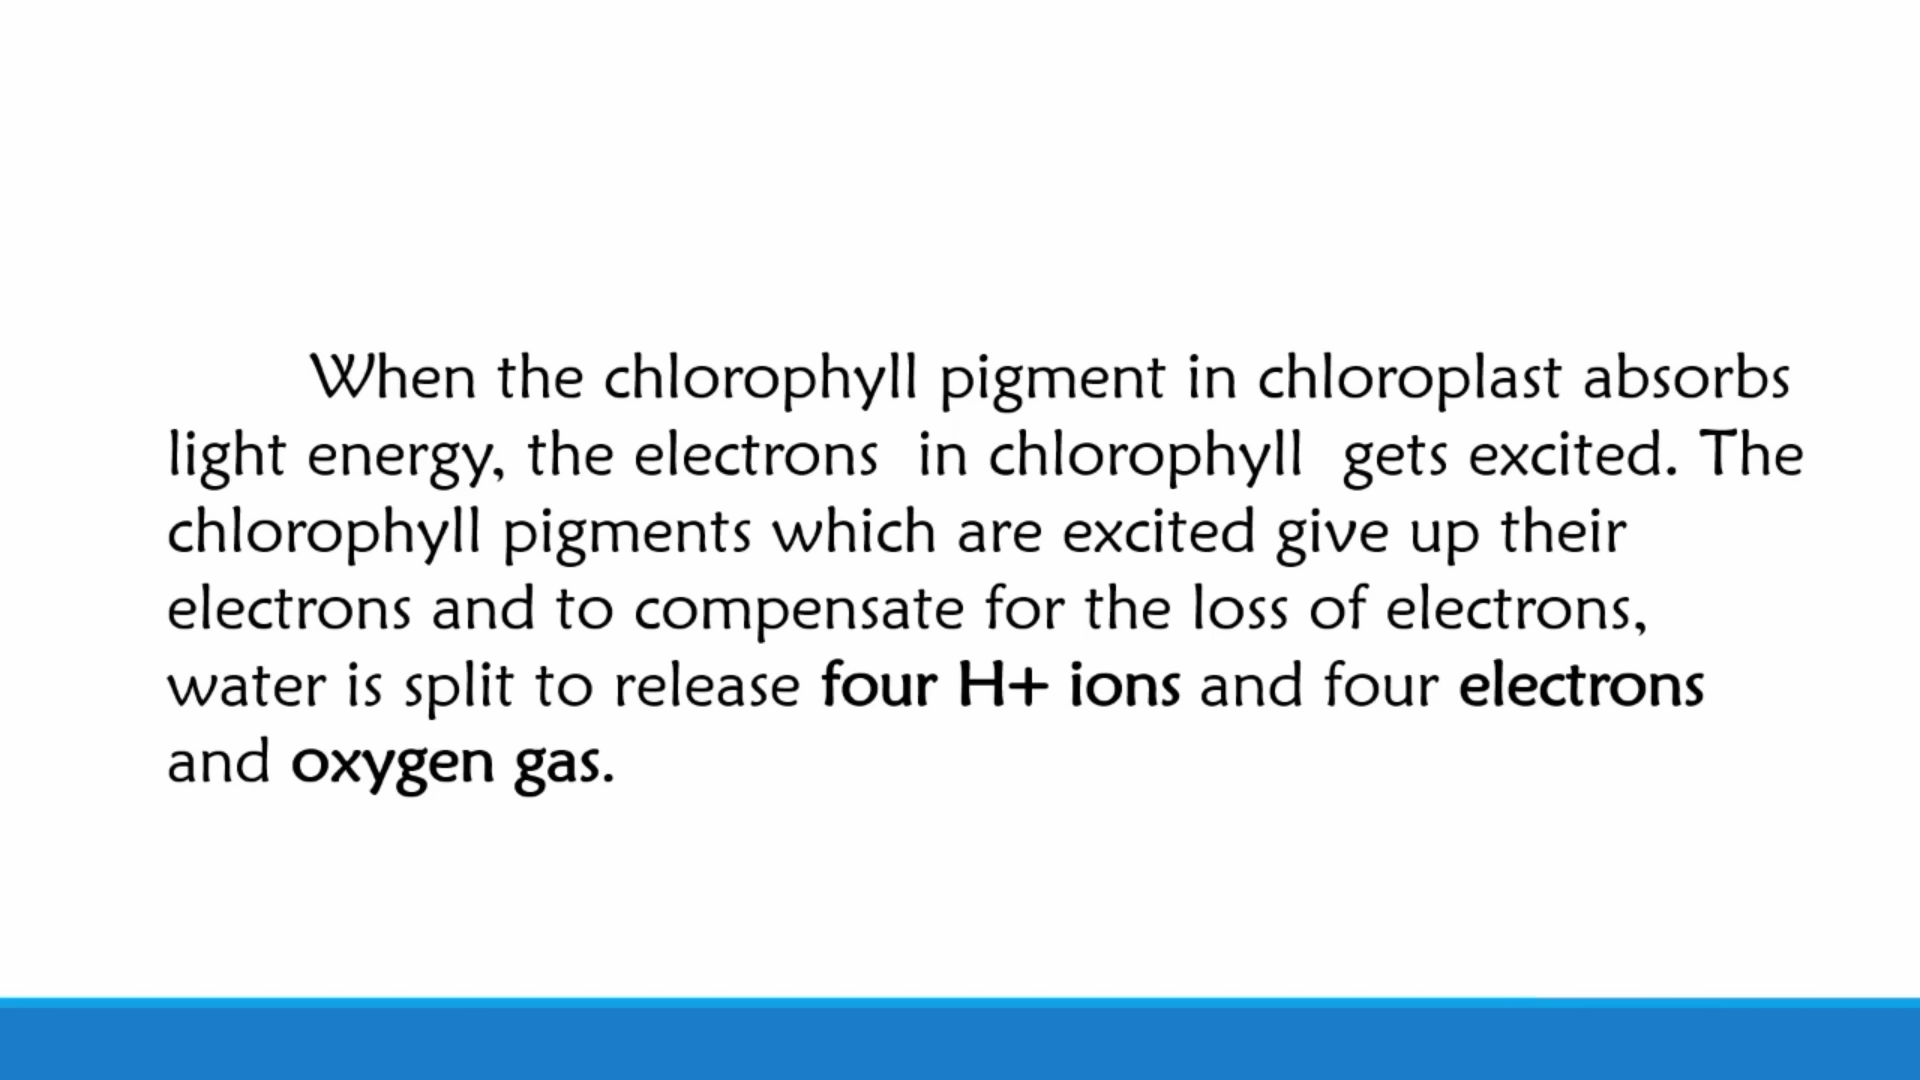 When the chlorophyll pigment in chloroplast absorbs
light energy, the electrons in chlorophyll gets excited. The
chlorophyll pigments which are excited give up their
electrons and to compensate for the loss of electrons,
water is split to release four H+ ions and four electrons
and oxygen gas.